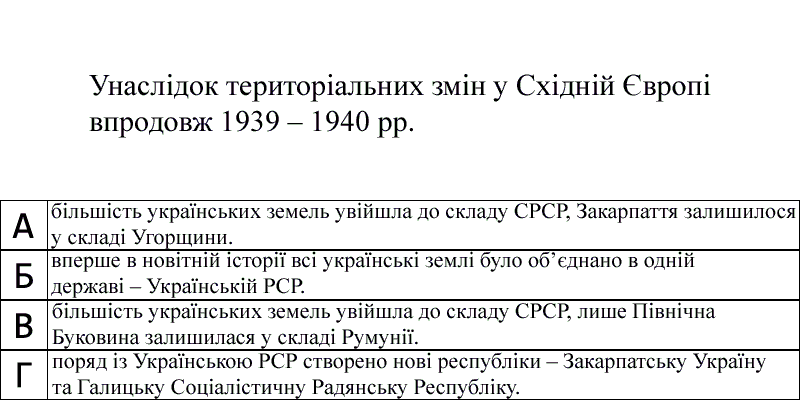 Унаслідок територіальних змін у Східній Європі
впродовж 1939 – 1940 рр.
А
більшість українських земель увійшла до складу СРСР, Закарпаття залишилося
у складі Угорщини.
Б
вперше в новітній історії всі українські землі було об’єднано в одній
державі – Українській РСР.
В
більшість українських земель увійшла до складу СРСР, лише Північна
Буковина залишилася у складі Румунії.
Г
поряд із Українською РСР створено нові республіки – Закарпатську Україну
та Галицьку Соціалістичну Радянську Республіку.